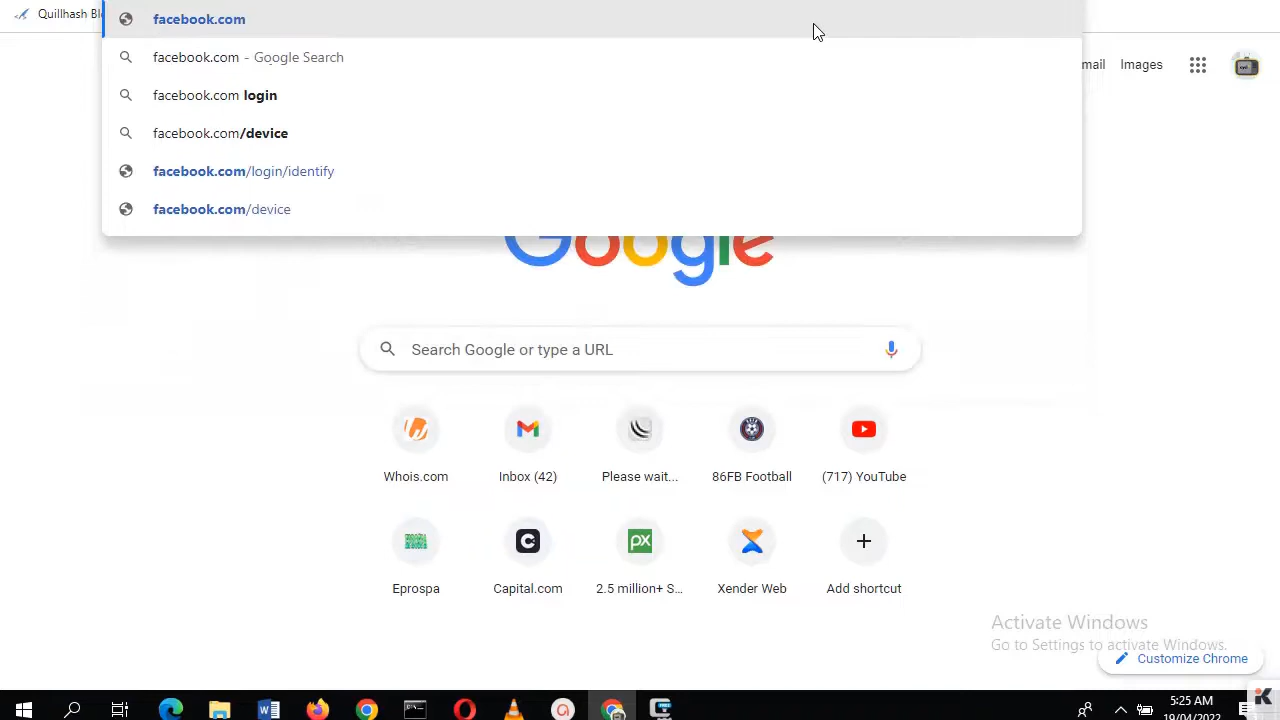 Quillhash Bl
facebook.com
facebook.com - Google Search
facebook.com login
facebook.com/device
facebook.com/login/identify
facebook.com/device
mail Images
Google
Search Google or type a URL
Whois.com Inbox (42) Please wait... 86FB Football (717) YouTube
Eprospa Capital.com 2.5 million+ S... Xender Web Add shortcut
Activate Windows
Go to Settings to activate Windows.
Customize Chrome
5:25 AM
19/04/2022